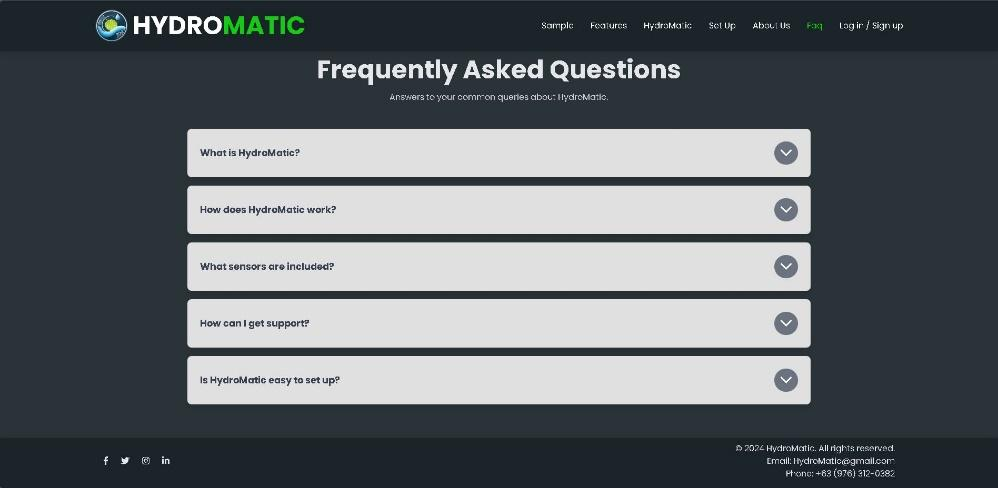 HYDROMATIC
Sample Features HydroMatic Set Up About Us Faq Log in / Sign up
Frequently Asked Questions
Answers to your common queries about HydroMatic.
What is HydroMatic?
How does HydroMatic work?
What sensors are included?
How can I get support?
Is HydroMatic easy to set up?
© 2024 HydroMatic. All rights reserved.
Email: HydroMatic@gmail.com
Phone: +63 (976) 312-0382